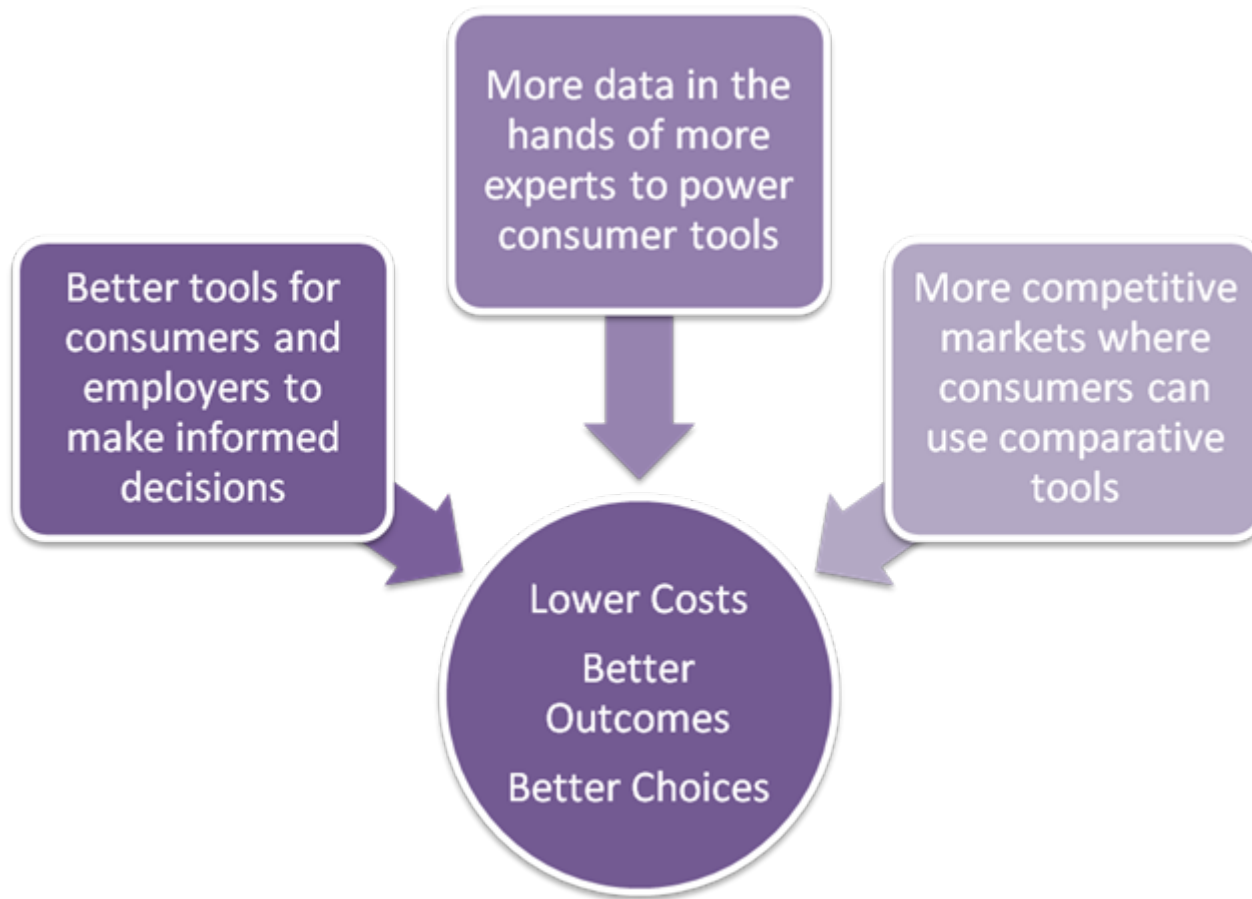 More data in the
hands of more
experts to power
consumer tools
Better tools for
consumers and
employers to
make informed
decisions
More competitive
markets where
consumers can
use comparative
tools
Lower Costs
Better
Outcomes
Better Choices